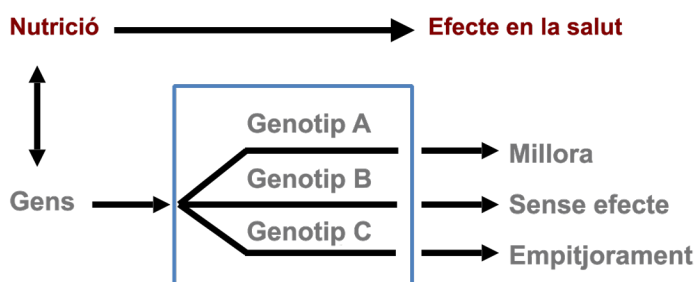 Nutrició
Efecte en la salut
Genotip A
Millora
Genotip B
Gens
Sense efecte
Genotip C
Empitjorament